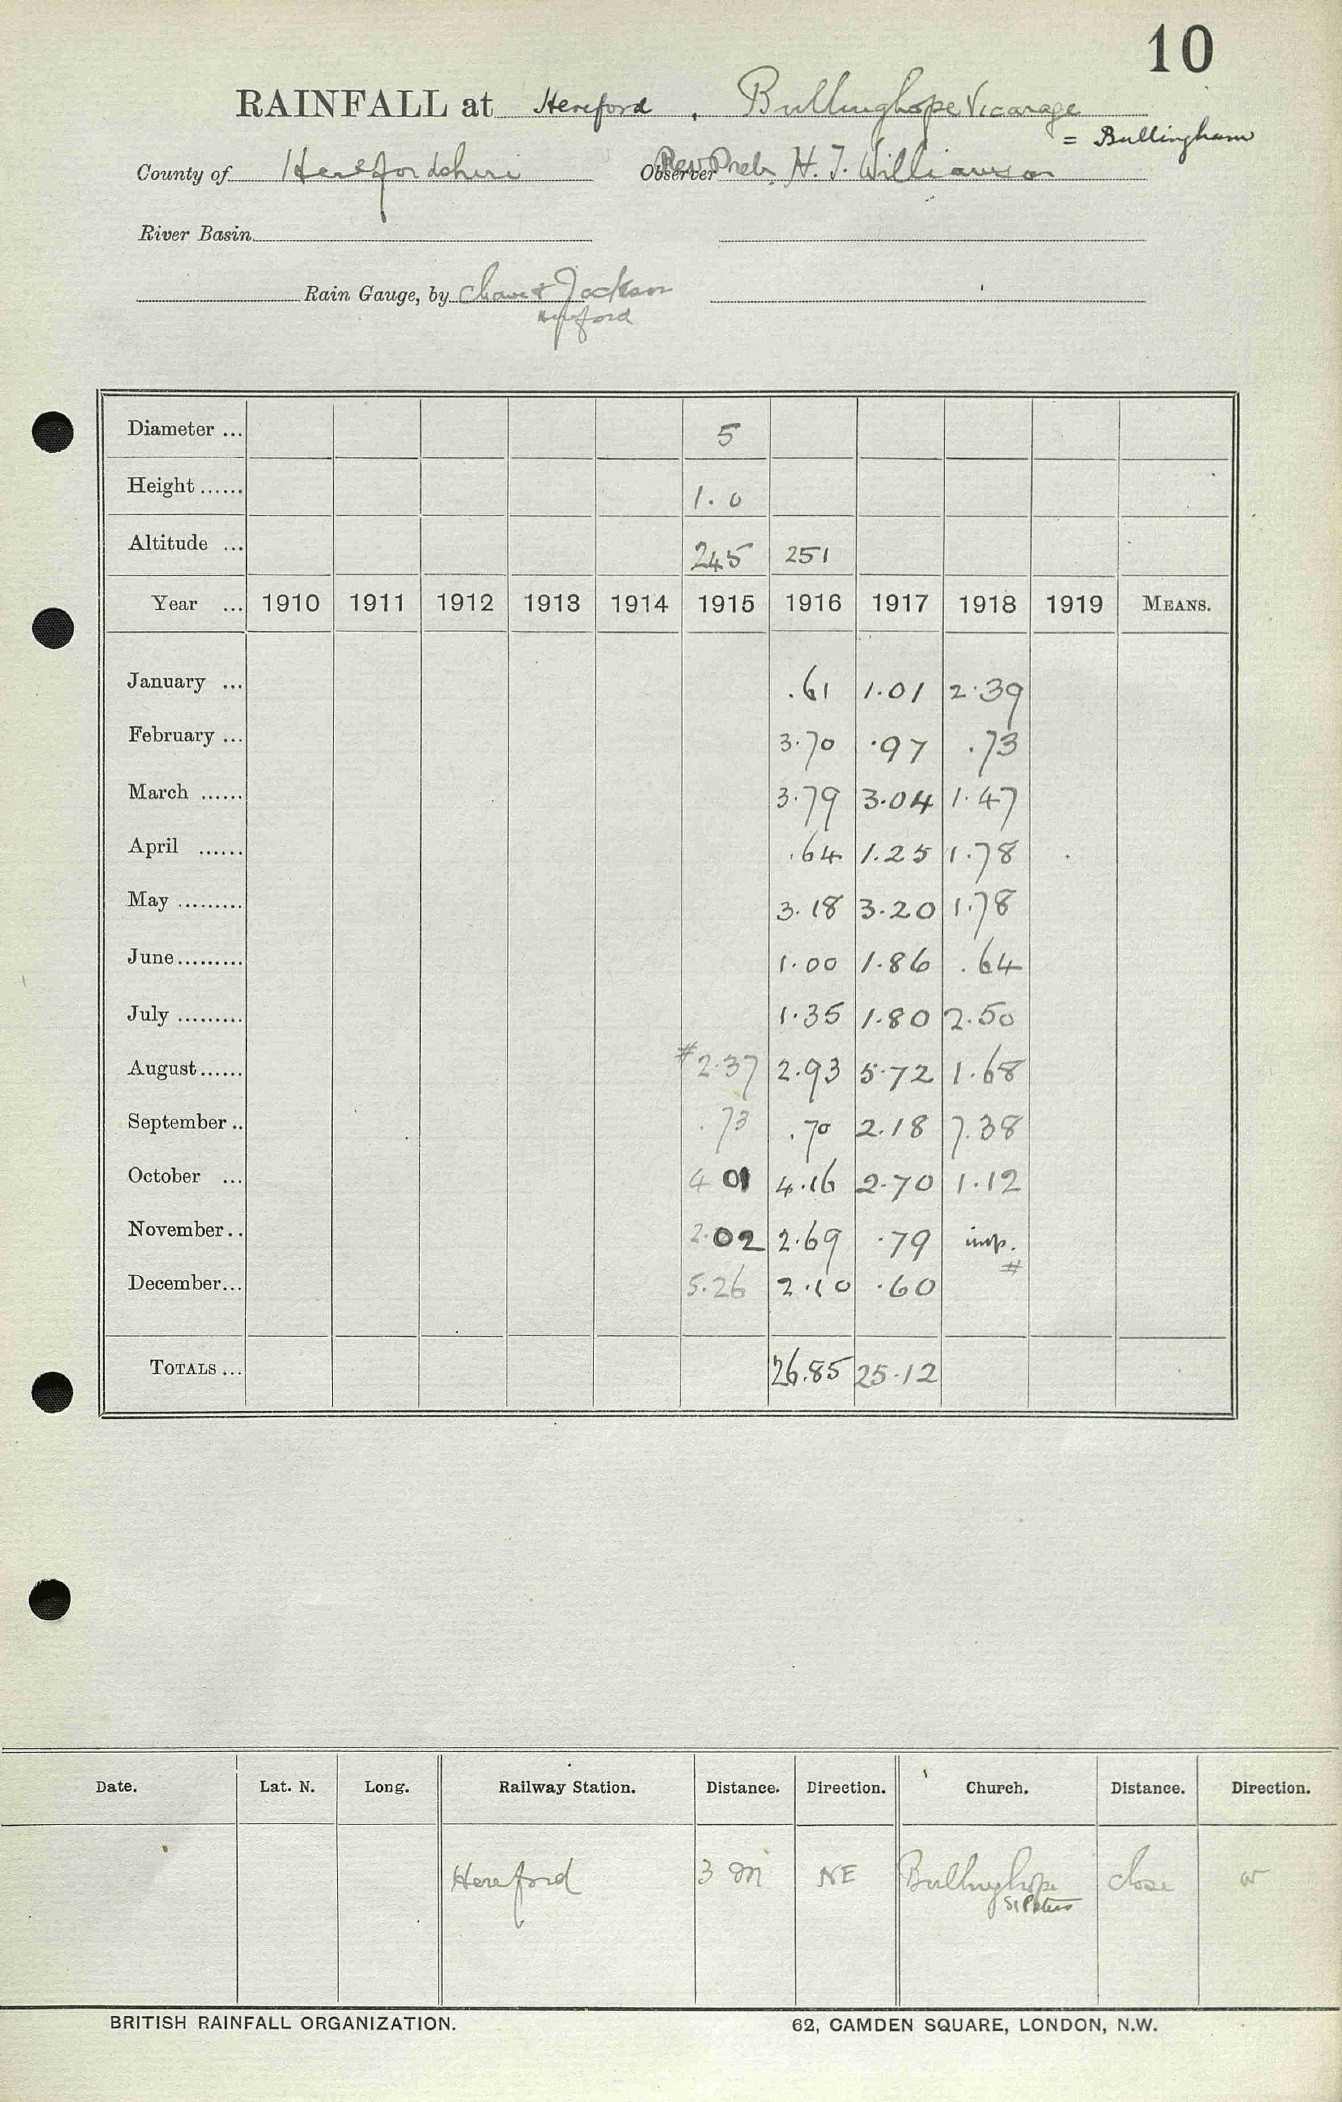 10
RAINFALL at Hereford, Bullinghope Vicarage
= Bullingham
County of Herefordshire Observer Rev Preb. H. J. Williamson
River Basin
Rain Gauge, by & Jackson
Hereford
Diameter ... 5
Height ...... 1.0
Altitude ... 245 251
Year ... 1910 1911 1912 1913 1914 1915 1916 1917 1918 1919 MEANS.
January ... .61 1.01 2.39
February ... 3.70 .97 .73
March ...... 3.79 3.04 1.47
April ...... .64 1.25 1.78
May ......... 3.18 3.20 1.78
June ......... 1.00 1.86 .64
July ......... 1.35 1.80 2.50
August ...... #2.37 2.93 5.72 1.68
September .. .73 .70 2.18 7.38
October ... 4 01 4.16 2.70 1.12
November .. 2.02 2.69 .79 imp.
#
December ... 5.26 2.10 .60
TOTALS ... 26.85 25.12
Date. Lat. N. Long. Railway Station. Distance. Direction. Church. Distance. Direction.
Hereford 3 m NE Bullinghope close W
St Peters
BRITISH RAINFALL ORGANIZATION. 62, CAMDEN SQUARE, LONDON, N.W.